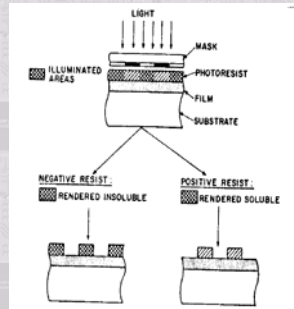 LIGHT
MASK
ILLUMINATED
AREAS
PHOTORESIST
FILM
SUBSTRATE
NEGATIVE RESIST:
RENDERED INSOLUBLE
POSITIVE RESIST:
RENDERED SOLUBLE